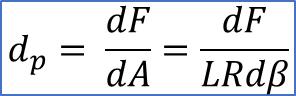 d_p = dF/dA = dF/LRdβ